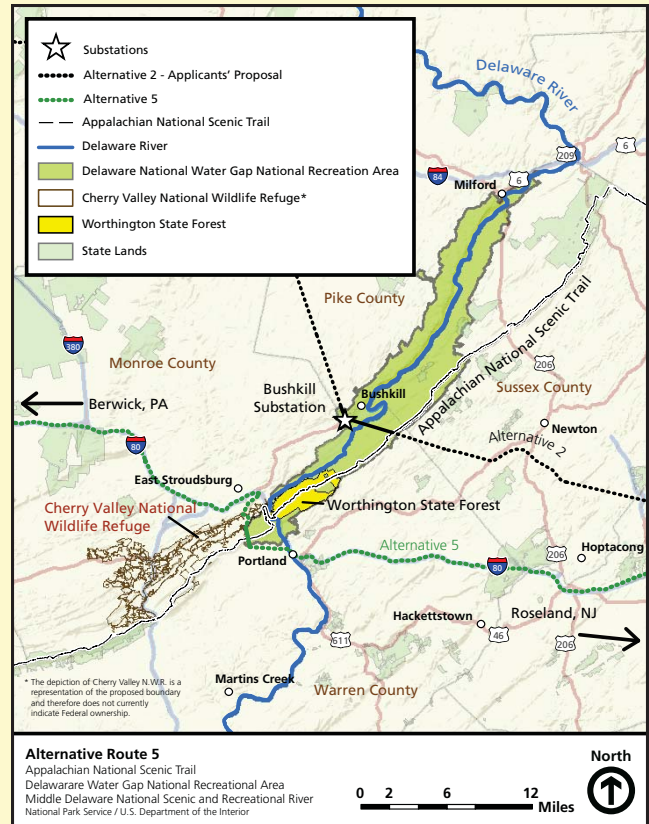 Substations
Alternative 2 - Applicants' Proposal
Alternative 5
Appalachian National Scenic Trail
Delaware River
Delaware National Water Gap National Recreation Area
Cherry Valley National Wildlife Refuge*
Worthington State Forest
State Lands
Delaware River
209
6
84
6
Milford
Pike County
Appalachian National Scenic Trail
380
Monroe County
206
Sussex County
Bushkill
Substation
Bushkill
Berwick, PA
Newton
Alternative 2
80
East Stroudsburg
Cherry Valley National
Wildlife Refuge
Worthington State Forest
Alternative 5
206
Hoptacong
Portland
80
Hackettstown
Roseland, NJ
46
206
611
* The depiction of Cherry Valley N.W.R. is a
representation of the proposed boundary
and therefore does not currently
indicate Federal ownership.
Martins Creek
Warren County
Alternative Route 5
Appalachian National Scenic Trail
Delawarare Water Gap National Recreational Area
Middle Delaware National Scenic and Recreational River
National Park Service / U.S. Department of the Interior
0 2 6 12
Miles
North